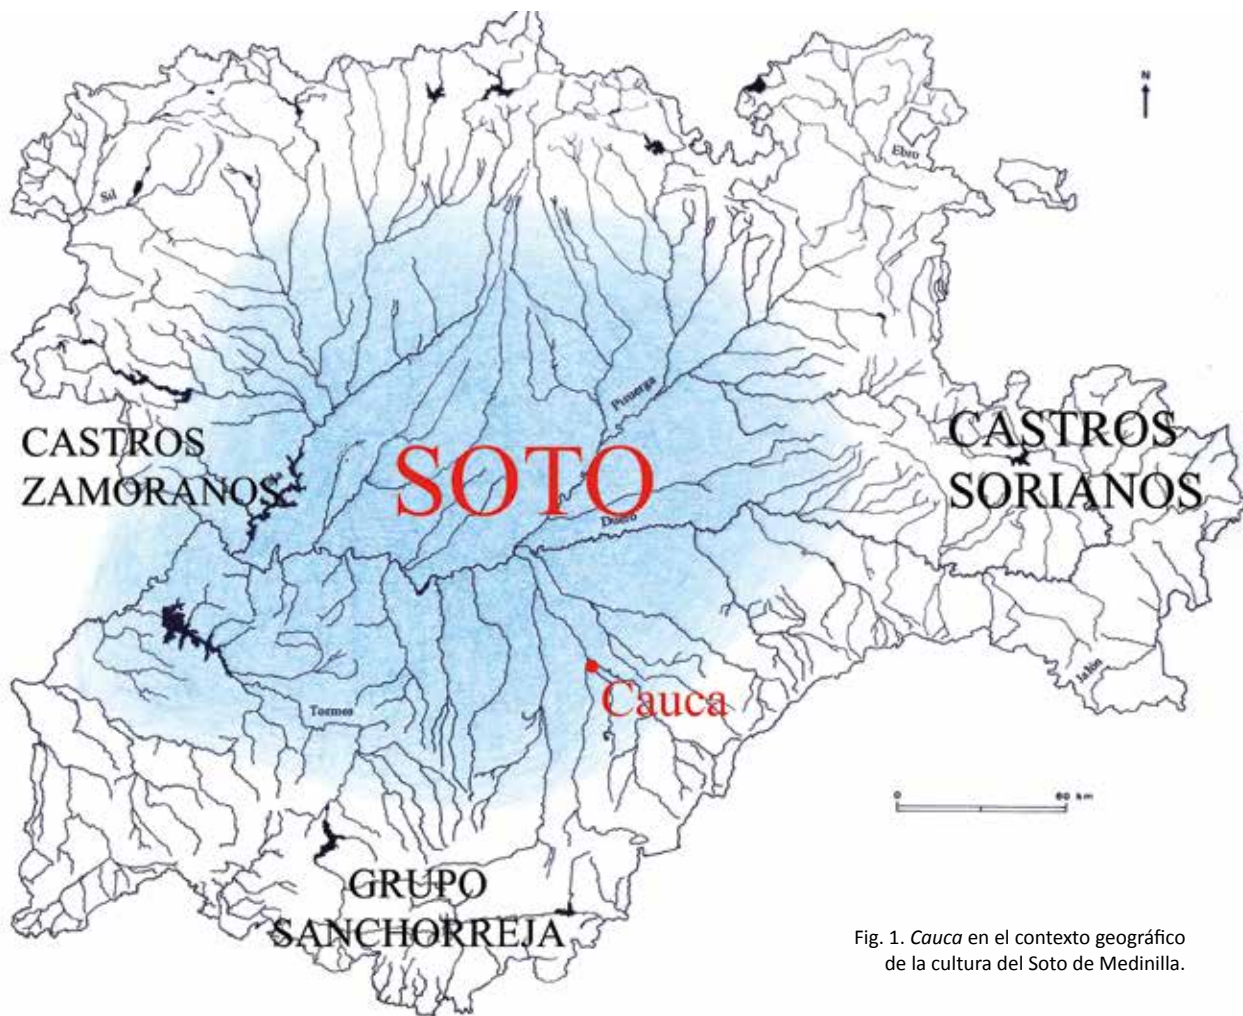 N
Ebro
Sil
Pisuerga
CASTROS
ZAMORANOS
SOTO
CASTROS
SORIANOS
Duero
Jalón
Cauca
Tormes
0 60 km
GRUPO
SANCHORREJA
Fig. 1. Cauca en el contexto geográfico
de la cultura del Soto de Medinilla.